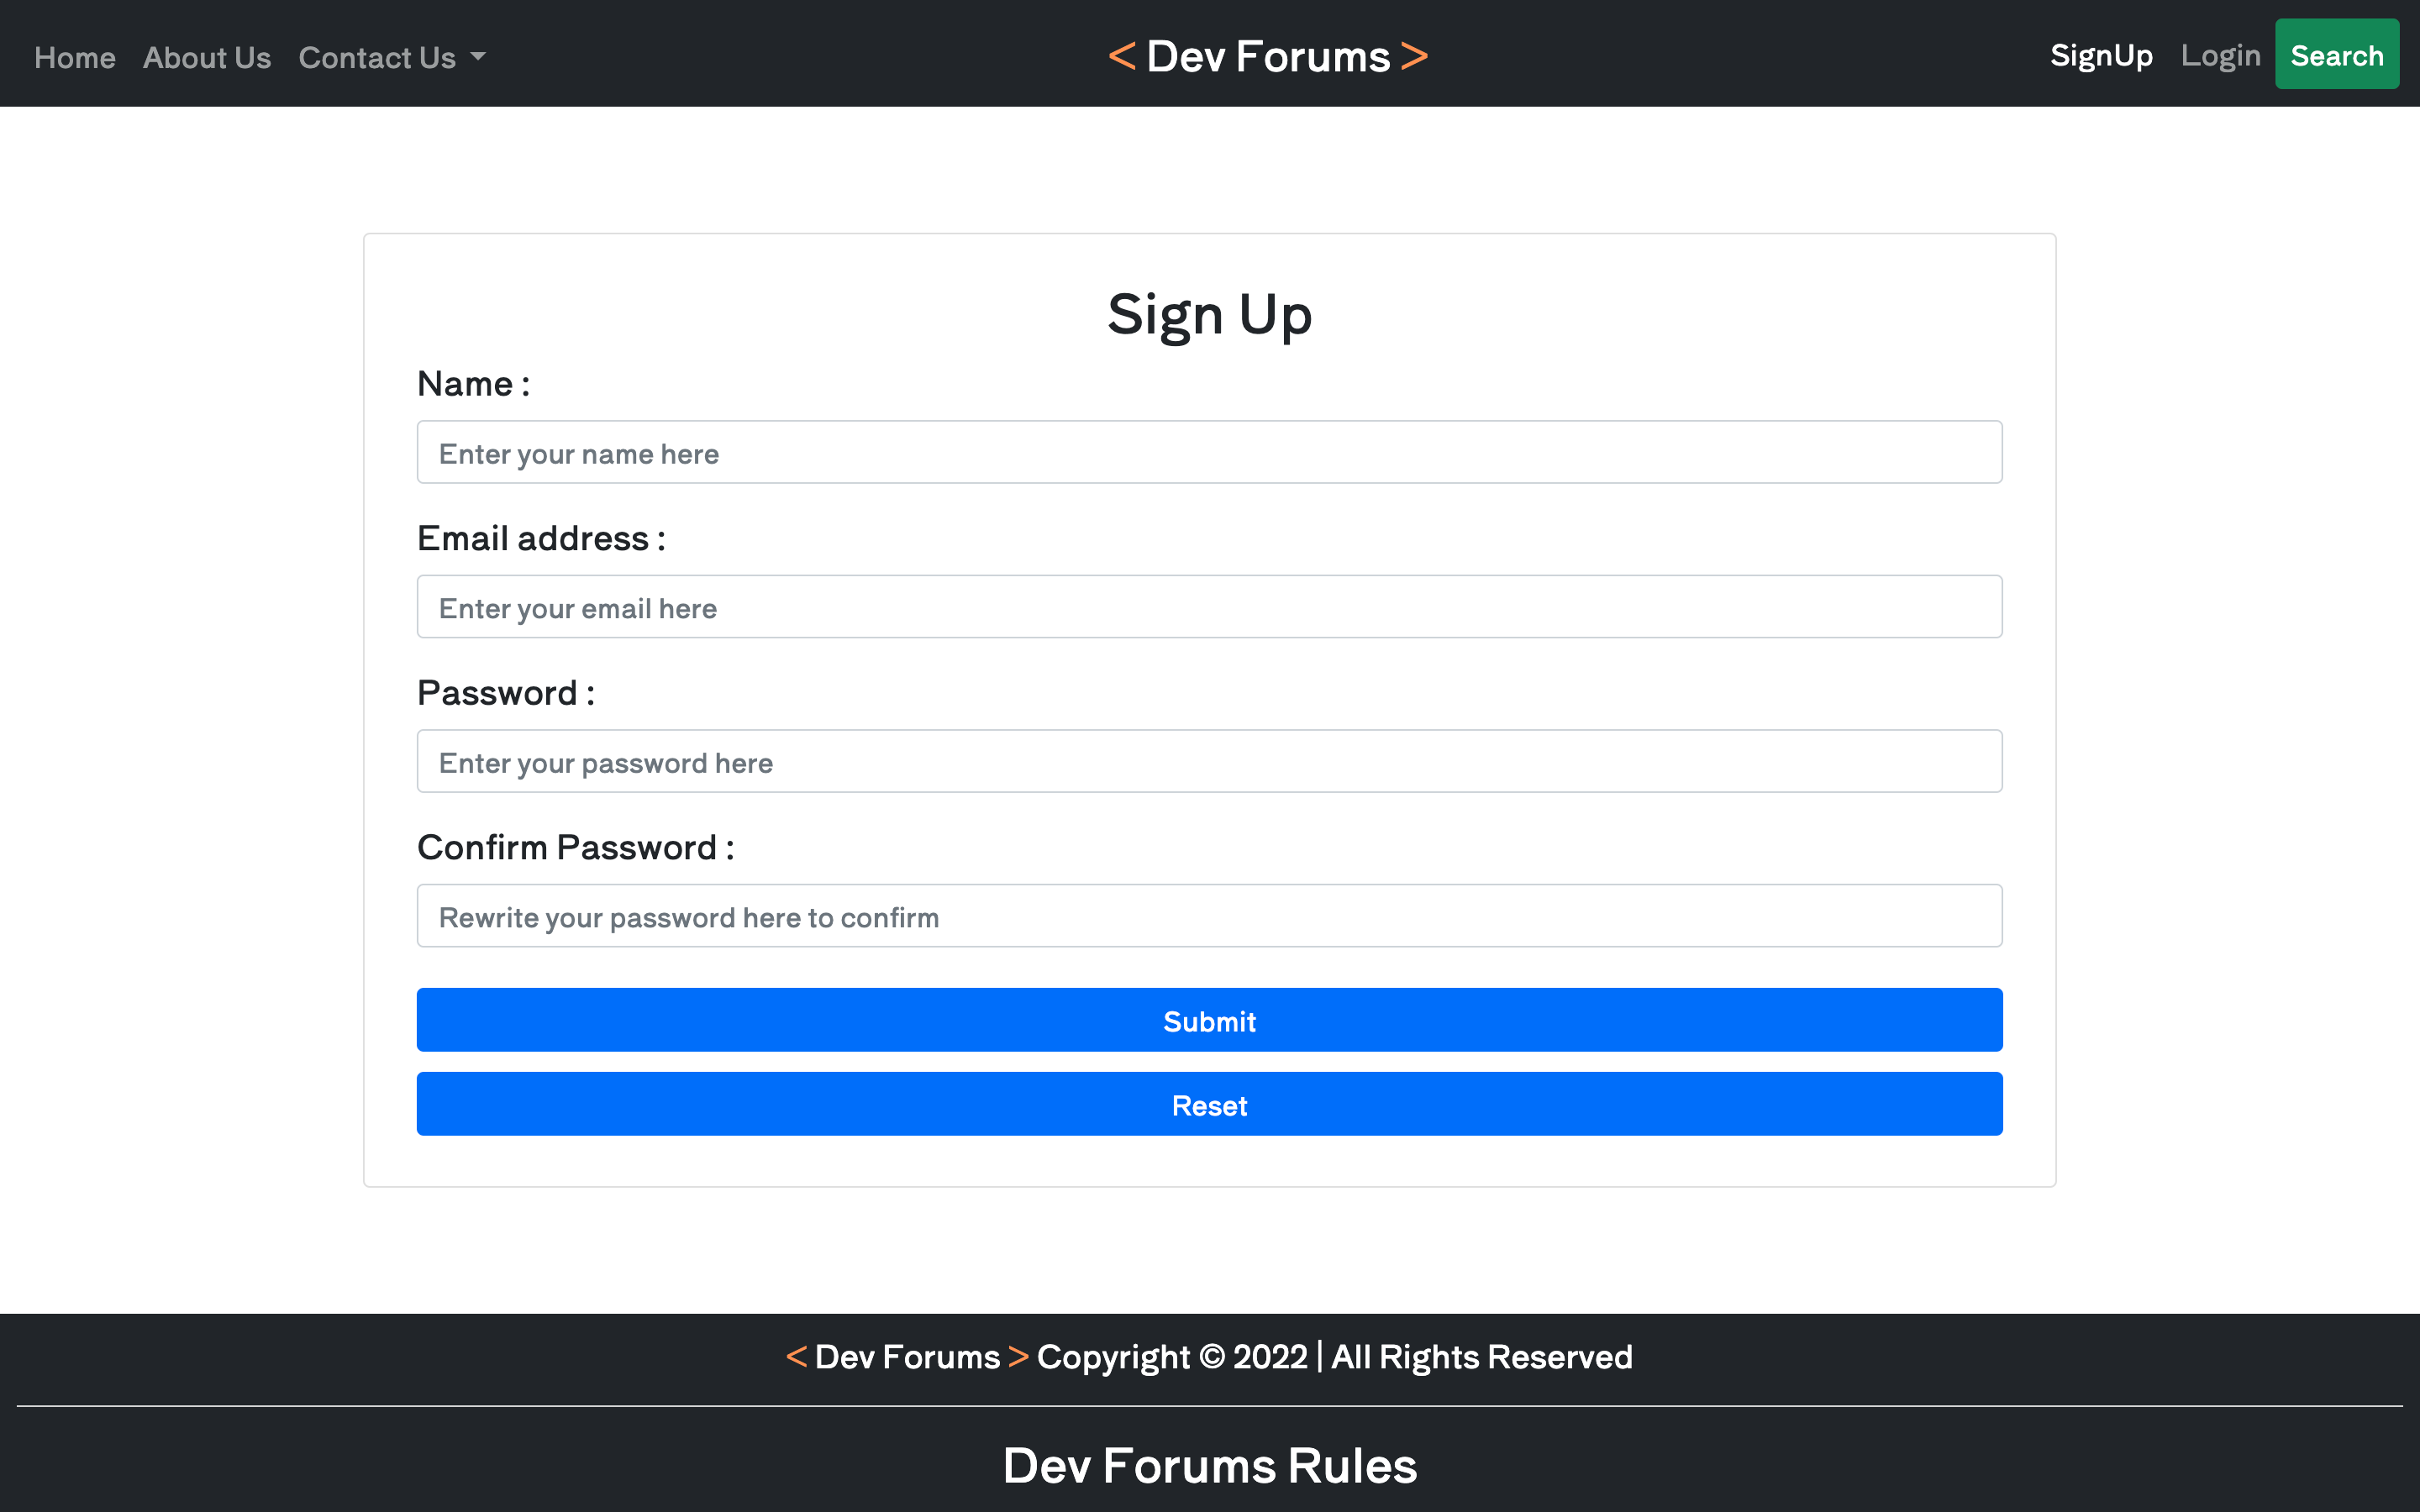 Home About Us Contact Us < Dev Forums > SignUp Login Search
Sign Up
Name :
Enter your name here
Email address :
Enter your email here
Password :
Enter your password here
Confirm Password :
Rewrite your password here to confirm
Submit
Reset
< Dev Forums > Copyright © 2022 | All Rights Reserved
Dev Forums Rules